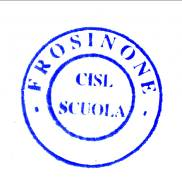 - FROSINONE -
CISL
SCUOLA